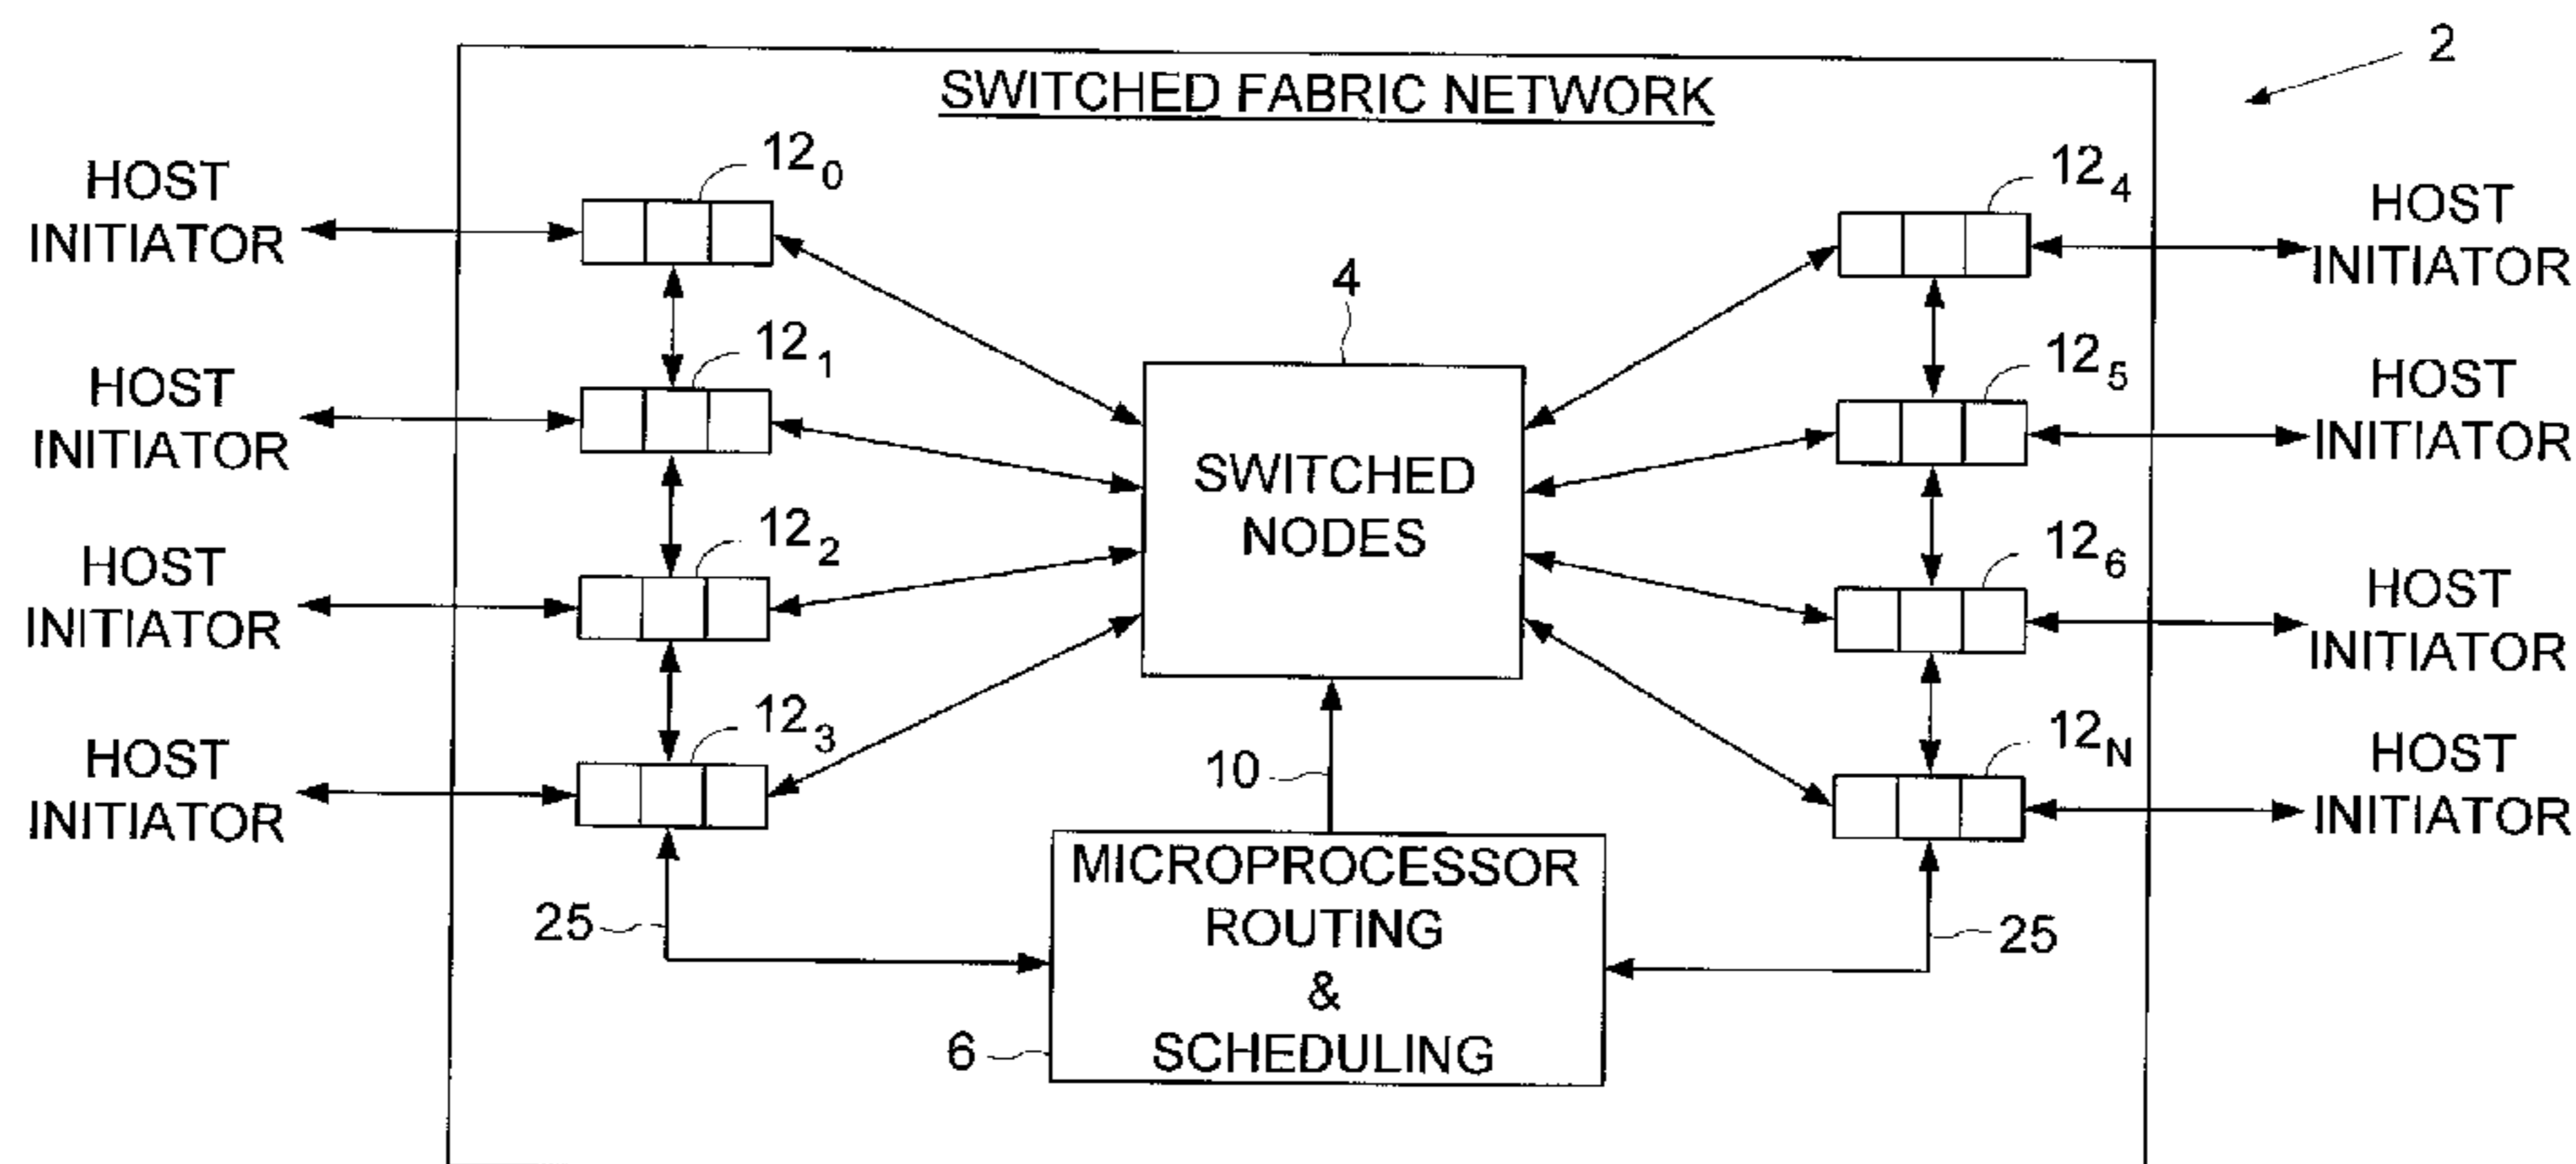 2
SWITCHED FABRIC NETWORK
HOST
INITIATOR
12₀
12₄
HOST
INITIATOR
4
HOST
INITIATOR
12₁
12₅
HOST
INITIATOR
SWITCHED
NODES
HOST
INITIATOR
12₂
12₆
HOST
INITIATOR
HOST
INITIATOR
12₃
10
12N
HOST
INITIATOR
MICROPROCESSOR
ROUTING
&
SCHEDULING
25
25
6